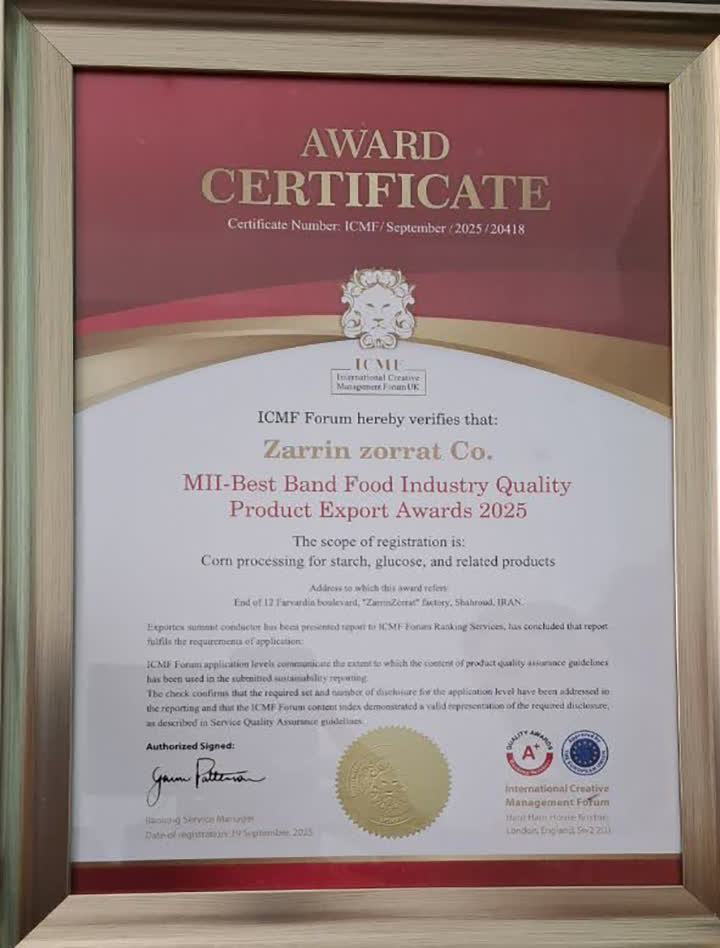 AWARD
CERTIFICATE
Certificate Number: ICMF/September/2025/20418
ICMF
International Creative
Management Forum UK
ICMF Forum hereby verifies that:
Zarrin zorrat Co.
MII-Best Band Food Industry Quality
Product Export Awards 2025
The scope of registration is:
Corn processing for starch, glucose, and related products
Address to which this award refers:
End of 12 Farvardin boulevard, "ZarrinZorrat" factory, Shahroud, IRAN.
Exportex summit conductor has been presented report to ICMF Forum Ranking Services, has concluded that report
fulfils the requirements of application:
ICMF Forum application levels communicate the extent to which the content of product quality assurance guidelines
has been used in the submitted sustainability reporting.
The check confirms that the required set and number of disclosure for the application level have been addressed in
the reporting and that the ICMF Forum content index demonstrated a valid representation of the required disclosure,
as described in Service Quality Assurance guidelines.
Authorized Signed:
Ranking Service Manager
Date of registration: 19 September, 2025
QUALITY AWARDS
A+
Approved by
THE EUROPEAN UNION
International Creative
Management Forum
London, England,